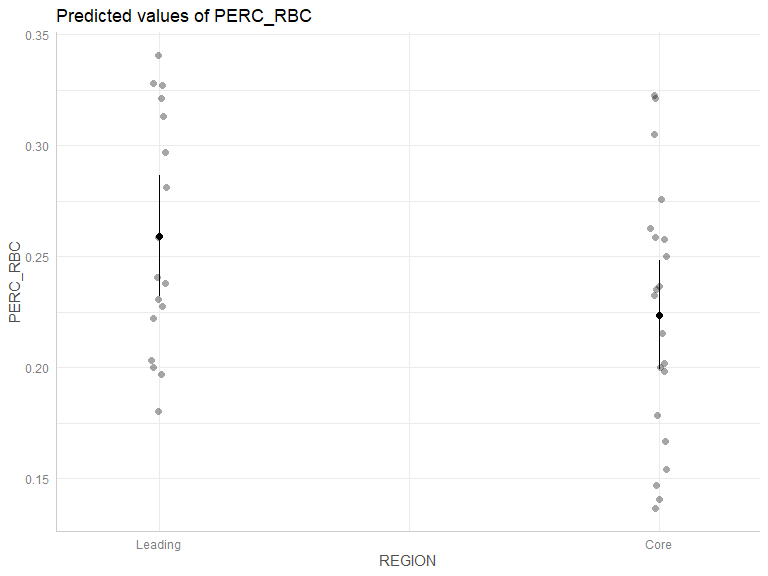 Predicted values of PERC_RBC
0.35
0.30
0.25
0.20
0.15
PERC_RBC
Leading
Core
REGION